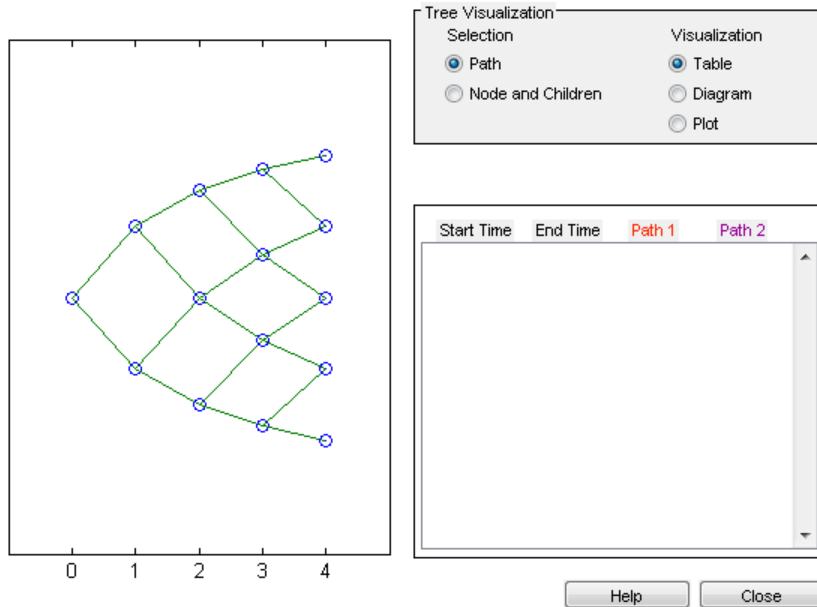 Tree Visualization
Selection Visualization
Path Table
Node and Children Diagram
Plot
Start Time End Time Path 1 Path 2
0 1 2 3 4
Help Close